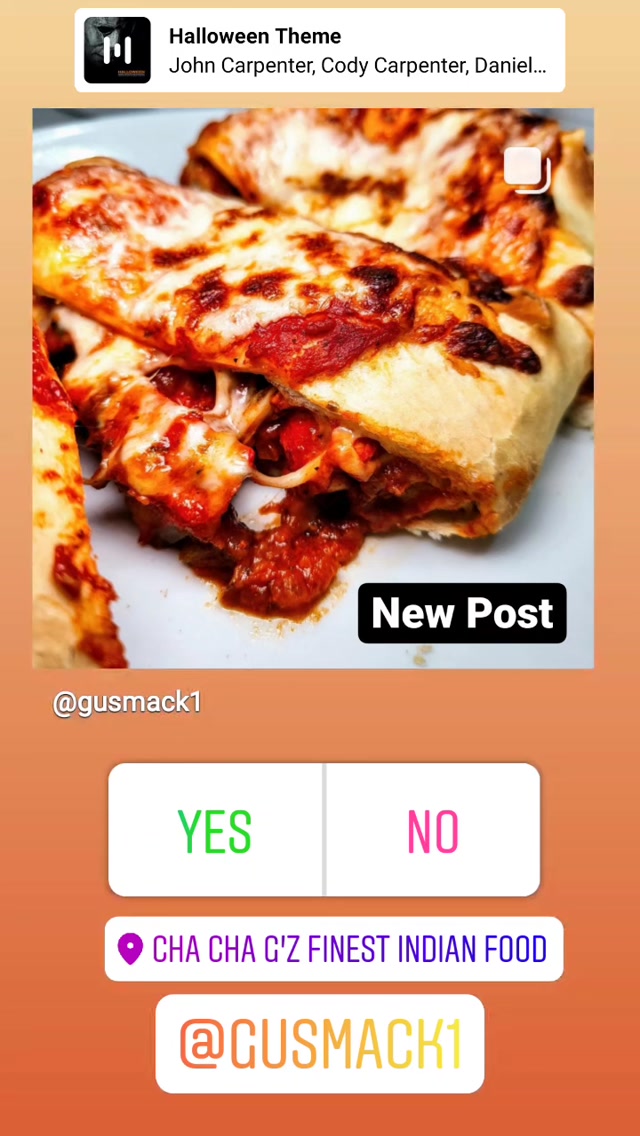 Halloween Theme
John Carpenter, Cody Carpenter, Daniel...
New Post
@gusmack1
YES
NO
CHA CHA G'Z FINEST INDIAN FOOD
@GUSMACK1